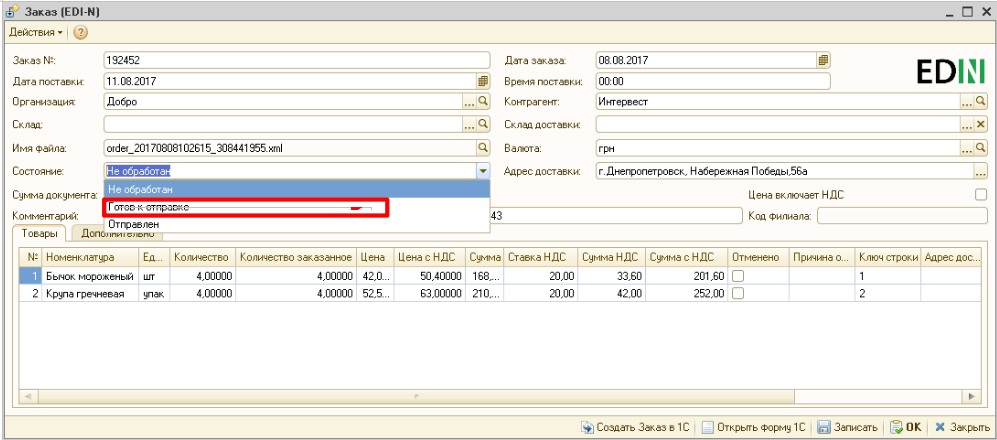 Заказ (EDI-N)
Действия
Заказ №: 192452 Дата заказа: 08.08.2017
Дата поставки: 11.08.2017 Время поставки: 00:00
EDIN
Организация: Добро Контрагент: Интервест
Склад: Склад доставки:
Имя файла: order_20170808102615_308441955.xml Валюта: грн
Состояние: Не обработан Адрес доставки: г.Днепропетровск, Набережная Победы,56а
Сумма документа: Не обработан Цена включает НДС
Готов к отправке
Комментарий: 43 Код филиала:
Отправлен
Товары Дополнительно
№ Номенклатура Ед... Количество Количество заказанное Цена Цена с НДС Сумма Ставка НДС Сумма НДС Сумма с НДС Отменено Причина о... Ключ строки Адрес дос...
1 Бычок мороженый шт 4,00000 4,00000 42,0... 50,40000 168,... 20,00 33,60 201,60 1
2 Крупа гречневая упак 4,00000 4,00000 52,5... 63,00000 210,... 20,00 42,00 252,00 2
Создать Заказ в 1С Открыть форму 1С Записать OK Закрыть